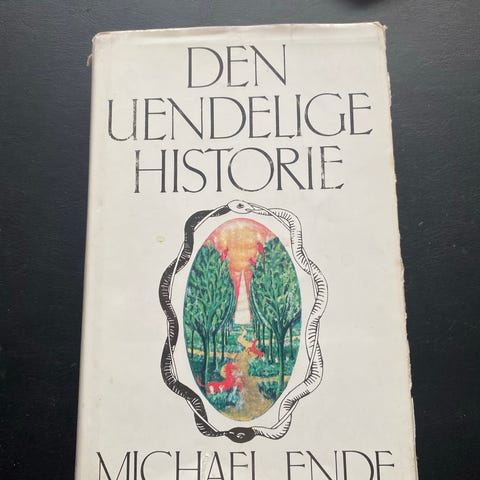 DEN
UENDELIGE
HISTORIE
MICHAEL ENDE